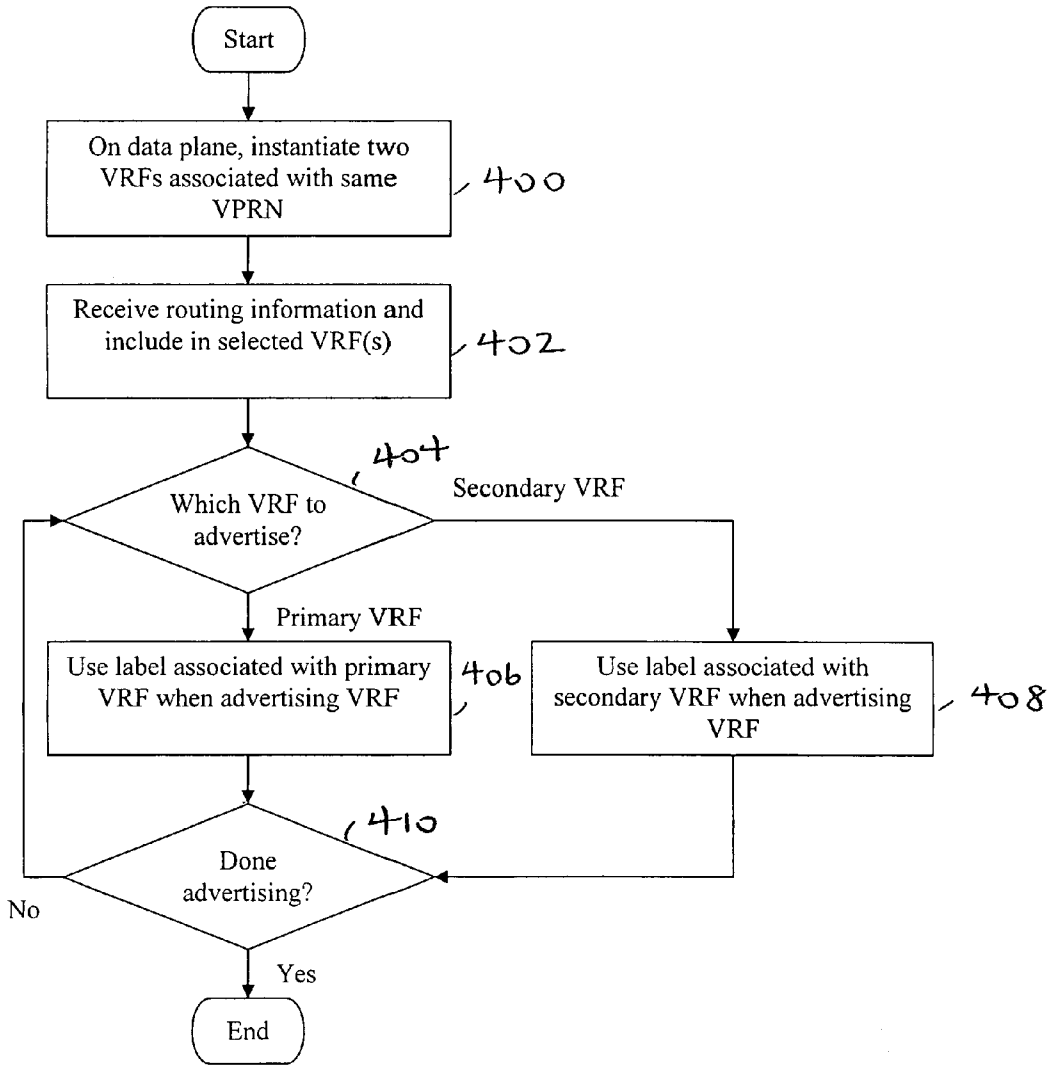 Start
On data plane, instantiate two
VRFs associated with same
VPRN
400
Receive routing information and
include in selected VRF(s)
402
404
Which VRF to
advertise?
Secondary VRF
Primary VRF
Use label associated with primary
VRF when advertising VRF
406
Use label associated with
secondary VRF when advertising
VRF
408
410
Done
advertising?
No
Yes
End